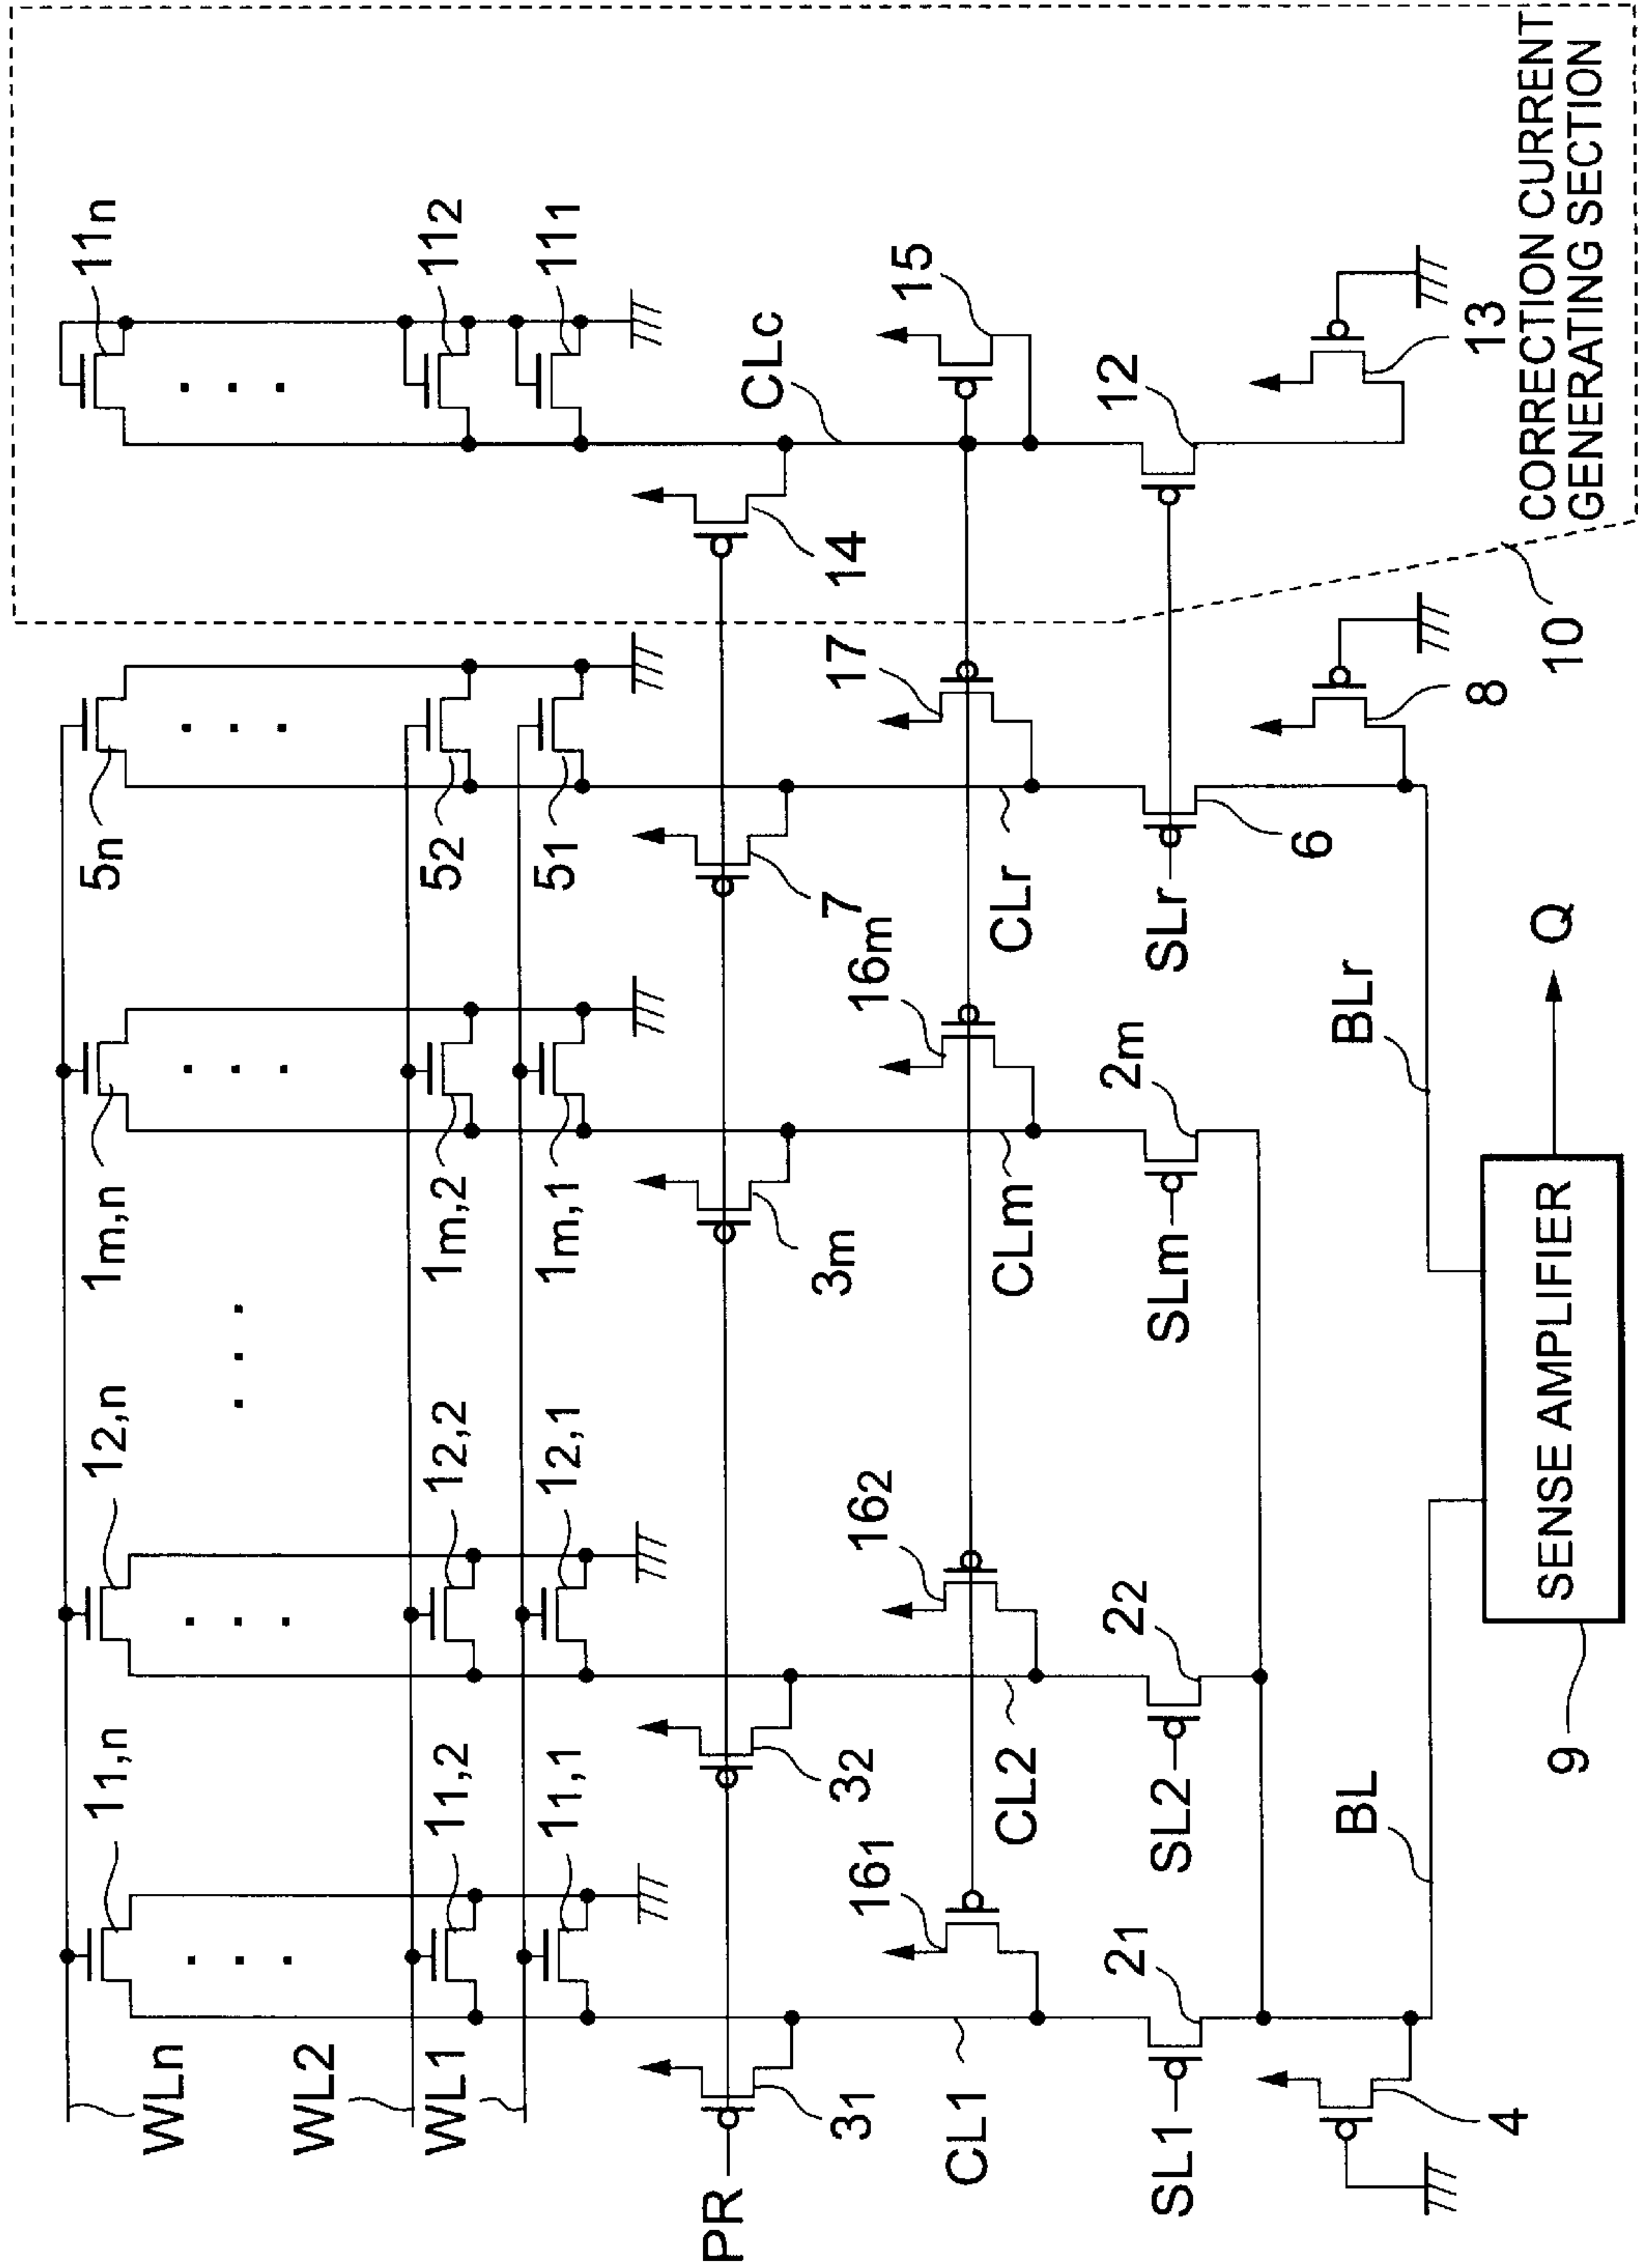 WLn
11,n
12,n
1m,n
5n
11n
WL2
11,2
12,2
1m,2
52
112
WL1
11,1
12,1
1m,1
51
111
PR
31
32
3m
7
14
CLc
161
162
16m
17
15
CL1
CL2
CLm
CLr
SL1
21
SL2
22
SLm
2m
SLr
6
12
4
8
13
BL
BLr
10
CORRECTION CURRENT
GENERATING SECTION
9
SENSE AMPLIFIER
Q